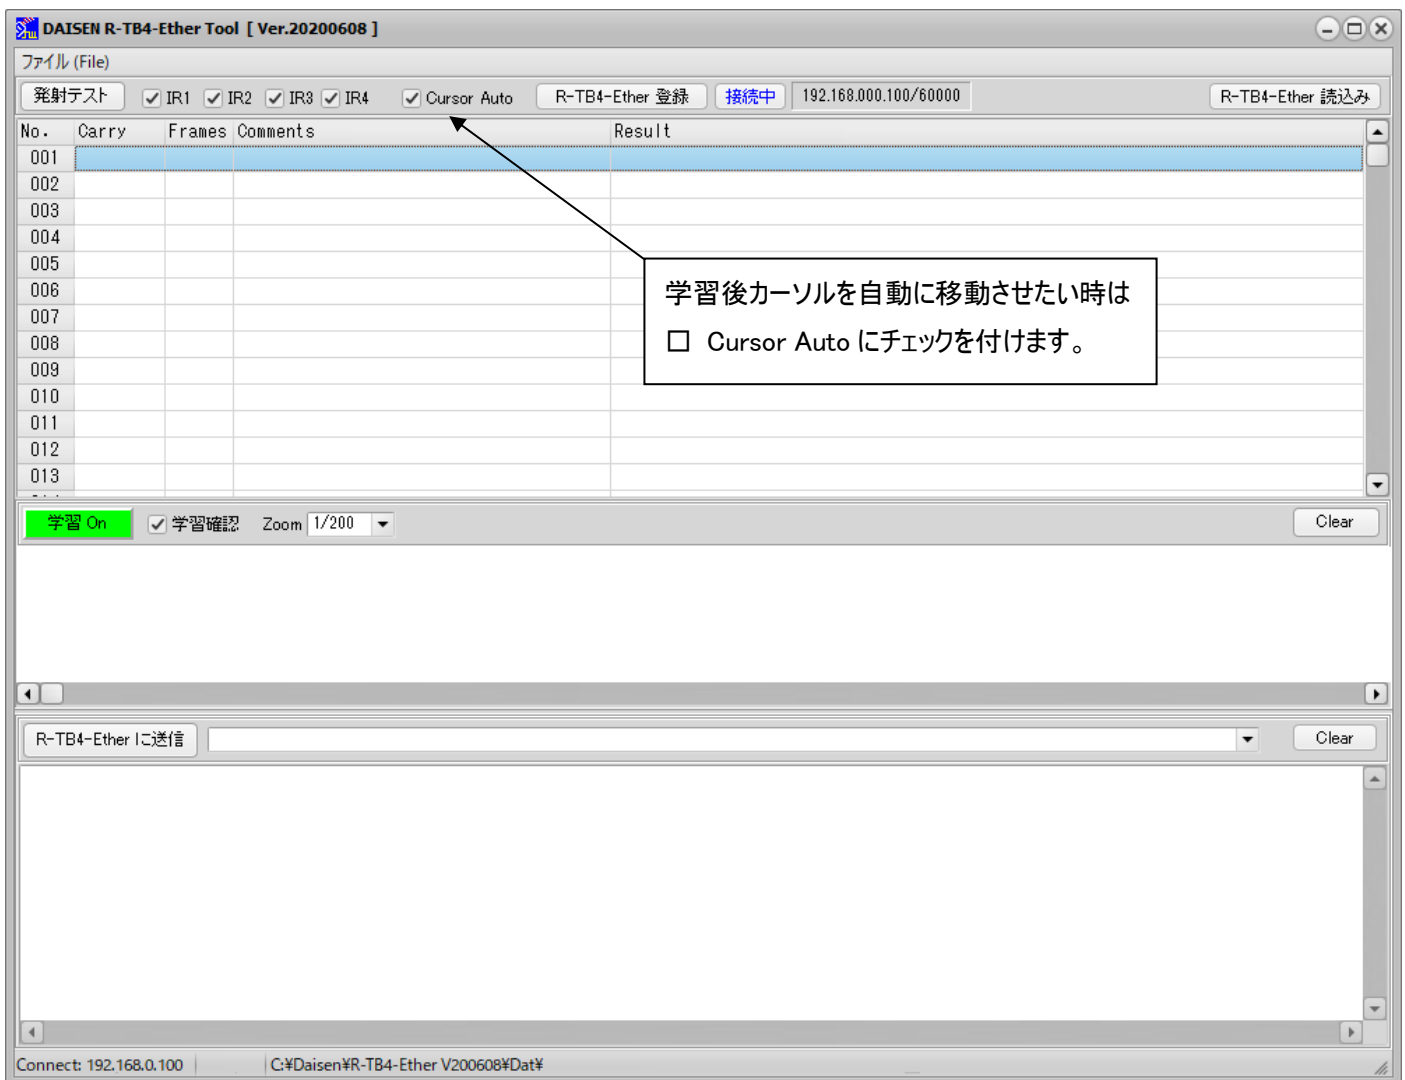 DAISEN R-TB4-Ether Tool [ Ver.20200608 ]
ファイル (File)
発射テスト IR1 IR2 IR3 IR4 Cursor Auto R-TB4-Ether 登録 接続中 192.168.000.100/60000 R-TB4-Ether 読込み
No. Carry Frames Comments Result
001
002
003
004
005
006
007
008
009
010
011
012
013
学習後カーソルを自動に移動させたい時は
□ Cursor Auto にチェックを付けます。
学習 On 学習確認 Zoom 1/200 Clear
R-TB4-Ether に送信 Clear
Connect: 192.168.0.100 C:¥Daisen¥R-TB4-Ether V200608¥Dat¥